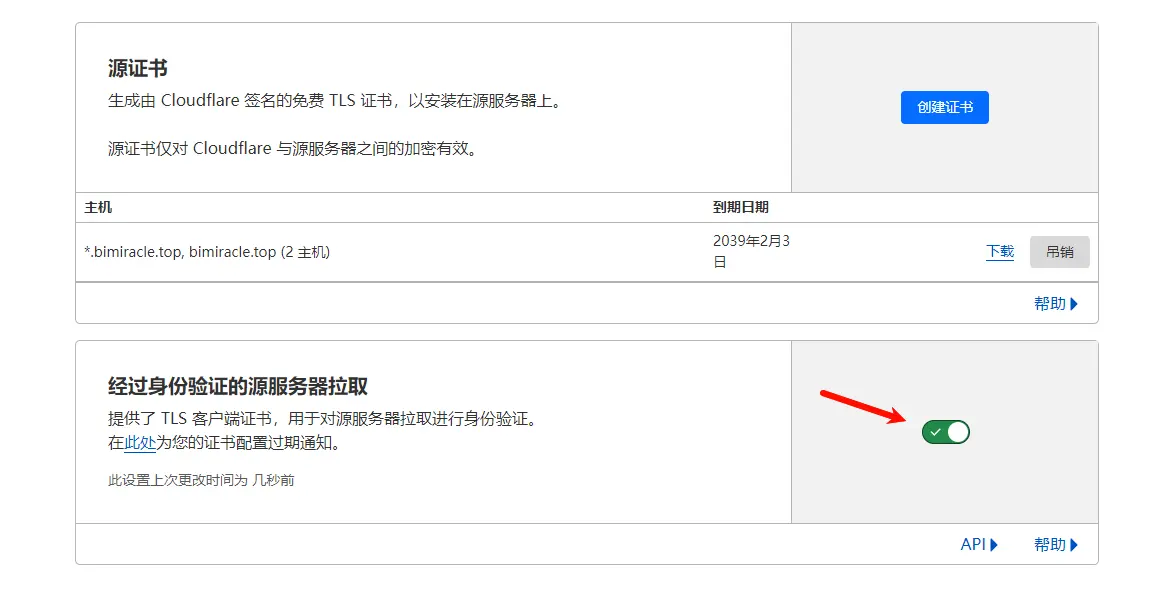 源证书
生成由 Cloudflare 签名的免费 TLS 证书，以安装在源服务器上。
创建证书
源证书仅对 Cloudflare 与源服务器之间的加密有效。
主机 到期日期
*.bimiracle.top, bimiracle.top (2 主机) 2039年2月3
日
下载 吊销
帮助
经过身份验证的源服务器拉取
提供了 TLS 客户端证书，用于对源服务器拉取进行身份验证。
在此处为您的证书配置过期通知。
此设置上次更改时间为 几秒前
API 帮助